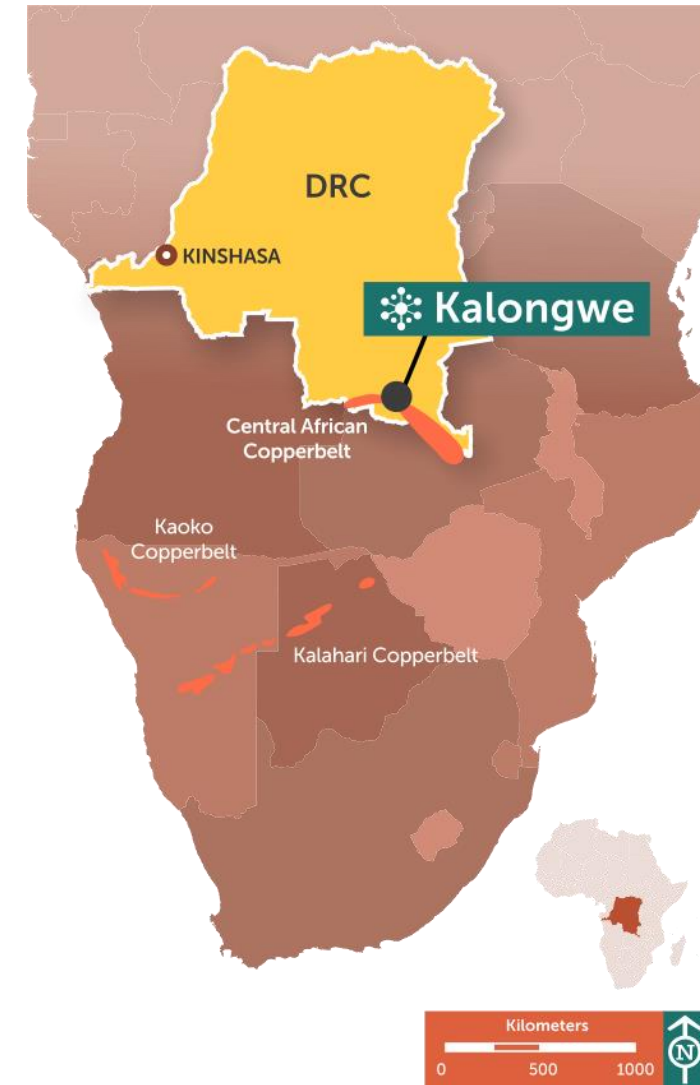 DRC
KINSHASA
Kalongwe
Central African
Copperbelt
Kaoko
Copperbelt
Kalahari Copperbelt
Kilometers
0 500 1000
N